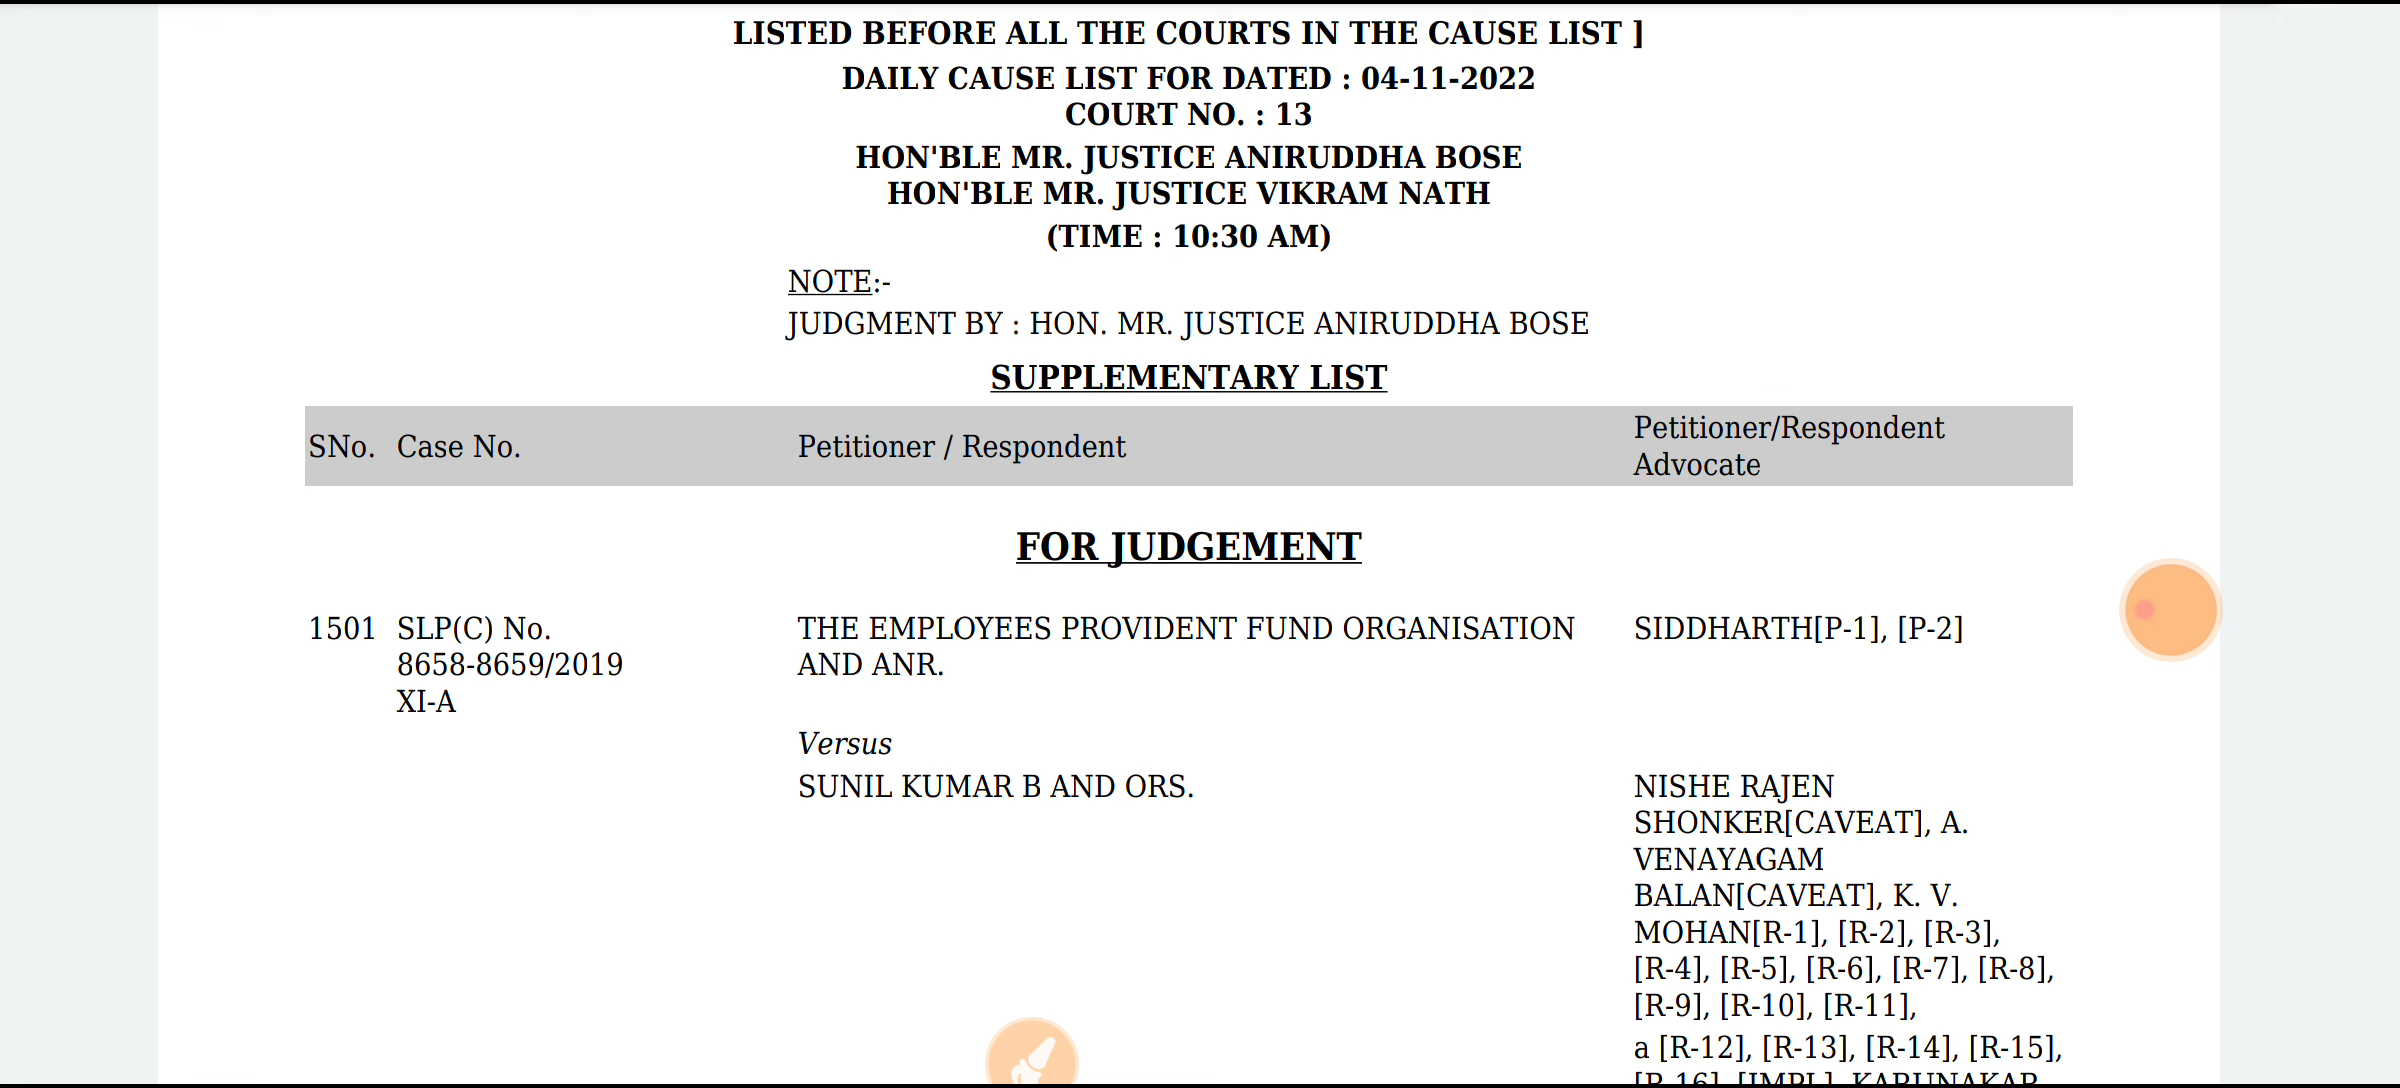 LISTED BEFORE ALL THE COURTS IN THE CAUSE LIST ]
DAILY CAUSE LIST FOR DATED : 04-11-2022
COURT NO. : 13
HON'BLE MR. JUSTICE ANIRUDDHA BOSE
HON'BLE MR. JUSTICE VIKRAM NATH
(TIME : 10:30 AM)
NOTE:-
JUDGMENT BY : HON. MR. JUSTICE ANIRUDDHA BOSE
SUPPLEMENTARY LIST
SNo. Case No. Petitioner / Respondent Petitioner/Respondent
Advocate
FOR JUDGEMENT
1501 SLP(C) No. THE EMPLOYEES PROVIDENT FUND ORGANISATION SIDDHARTH[P-1], [P-2]
8658-8659/2019 AND ANR.
XI-A
Versus
SUNIL KUMAR B AND ORS. NISHE RAJEN
SHONKER[CAVEAT], A.
VENAYAGAM
BALAN[CAVEAT], K. V.
MOHAN[R-1], [R-2], [R-3],
[R-4], [R-5], [R-6], [R-7], [R-8],
[R-9], [R-10], [R-11],
a [R-12], [R-13], [R-14], [R-15],
[R-16], [IMPL], KARUNAKAR